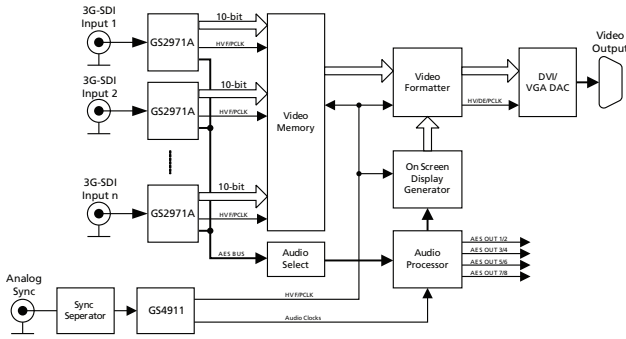 3G-SDI
Input 1
GS2971A
10-bit
HVF/PCLK
3G-SDI
Input 2
GS2971A
10-bit
HVF/PCLK
3G-SDI
Input n
GS2971A
10-bit
HVF/PCLK
Video
Memory
Video
Formatter
HV/DE/PCLK
DVI/
VGA DAC
Video
Output
On Screen
Display
Generator
AES BUS
Audio
Select
Audio
Processor
AES OUT 1/2
AES OUT 3/4
AES OUT 5/6
AES OUT 7/8
Analog
Sync
Sync
Seperator
GS4911
HVF/PCLK
Audio Clocks